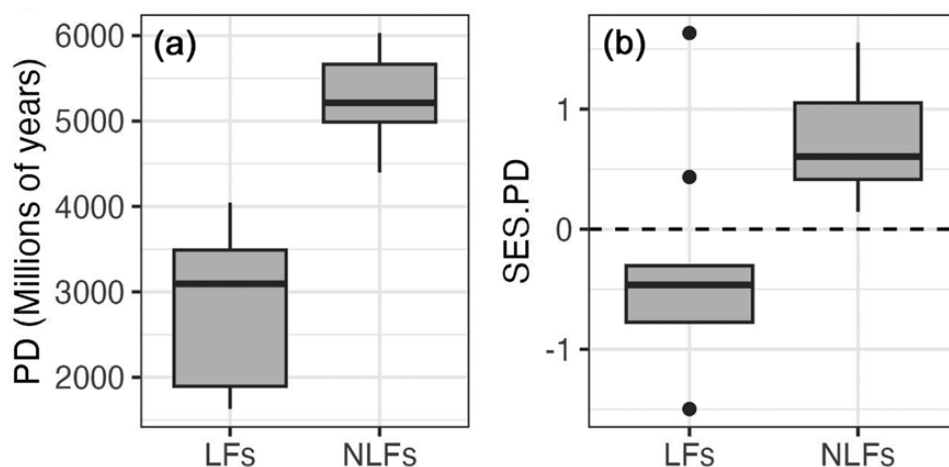 (a)
PD (Millions of years)
6000
5000
4000
3000
2000
LFs NLFs
(b)
SES.PD
1
0
-1
LFs NLFs